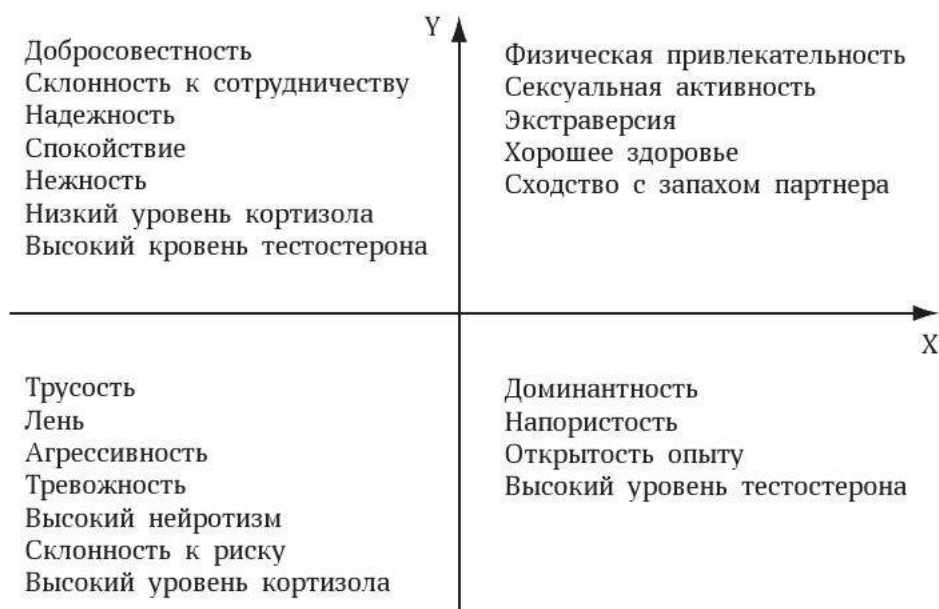 Y
Добросовестность
Склонность к сотрудничеству
Надежность
Спокойствие
Нежность
Низкий уровень кортизола
Высокий кровень тестостерона
Физическая привлекательность
Сексуальная активность
Экстраверсия
Хорошее здоровье
Сходство с запахом партнера
X
Трусость
Лень
Агрессивность
Тревожность
Высокий нейротизм
Склонность к риску
Высокий уровень кортизола
Доминантность
Напористость
Открытость опыту
Высокий уровень тестостерона